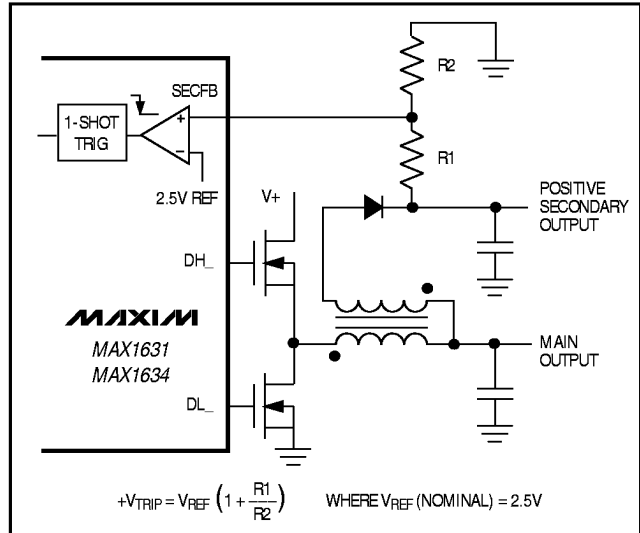 R2
SECFB
1-SHOT
TRIG
+
−
R1
2.5V REF
V+
POSITIVE
SECONDARY
OUTPUT
DH_
MAXIM
MAX1631
MAX1634
MAIN
OUTPUT
DL_
+VTRIP = VREF (1 + R1/R2) WHERE VREF (NOMINAL) = 2.5V